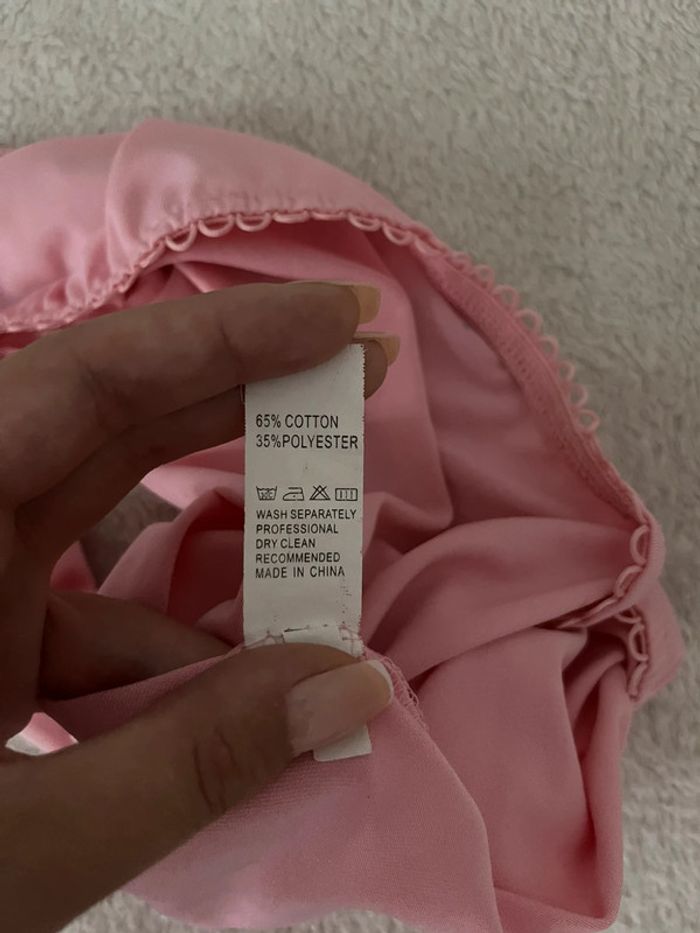 65% COTTON
35%POLYESTER
WASH SEPARATELY
PROFESSIONAL
DRY CLEAN
RECOMMENDED
MADE IN CHINA